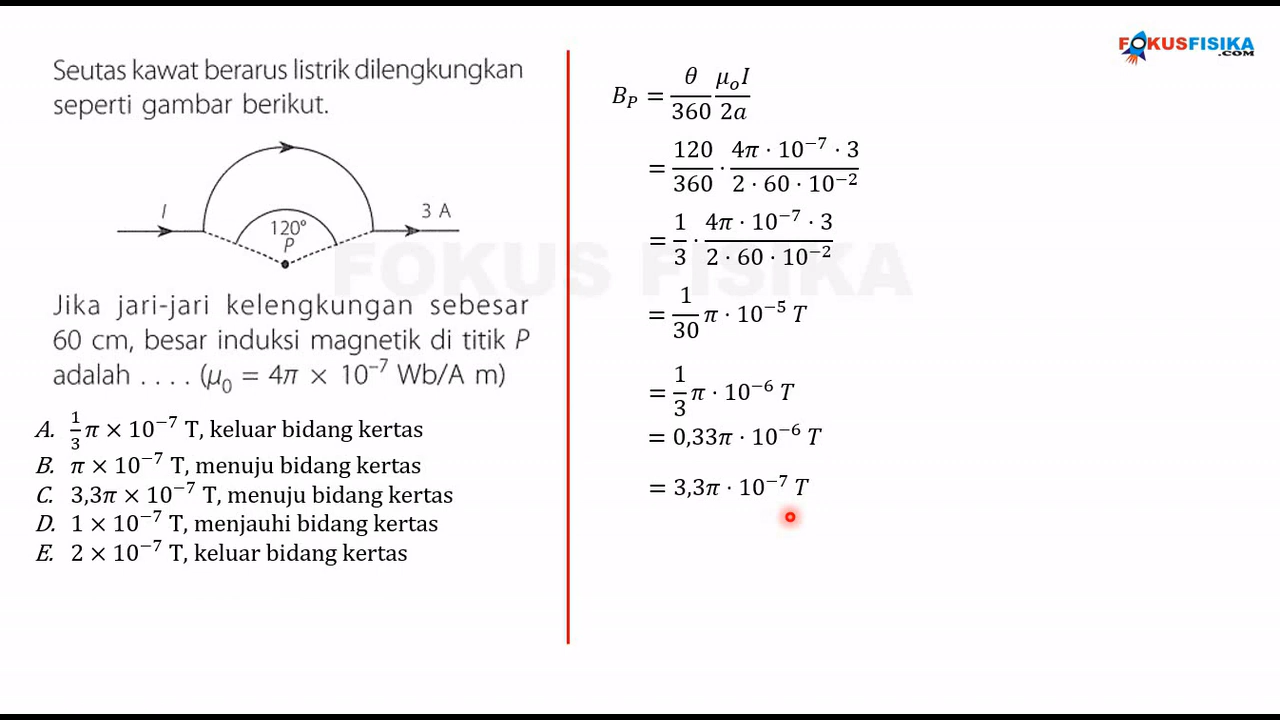 FOKUSFISIKA
.COM
Seutas kawat berarus listrik dilengkungkan
seperti gambar berikut.
I
3 A
120°
P
Jika jari-jari kelengkungan sebesar
60 cm, besar induksi magnetik di titik P
adalah . . . . (μ₀ = 4π × 10⁻⁷ Wb/A m)
A. 1/3 π × 10⁻⁷ T, keluar bidang kertas
B. π × 10⁻⁷ T, menuju bidang kertas
C. 3,3π × 10⁻⁷ T, menuju bidang kertas
D. 1 × 10⁻⁷ T, menjauhi bidang kertas
E. 2 × 10⁻⁷ T, keluar bidang kertas
B_P = θ/360 μₒI/2a
= 120/360 · 4π · 10⁻⁷ · 3/2 · 60 · 10⁻²
= 1/3 · 4π · 10⁻⁷ · 3/2 · 60 · 10⁻²
= 1/30 π · 10⁻⁵ T
= 1/3 π · 10⁻⁶ T
= 0,33π · 10⁻⁶ T
= 3,3π · 10⁻⁷ T
FOKUS FISIKA